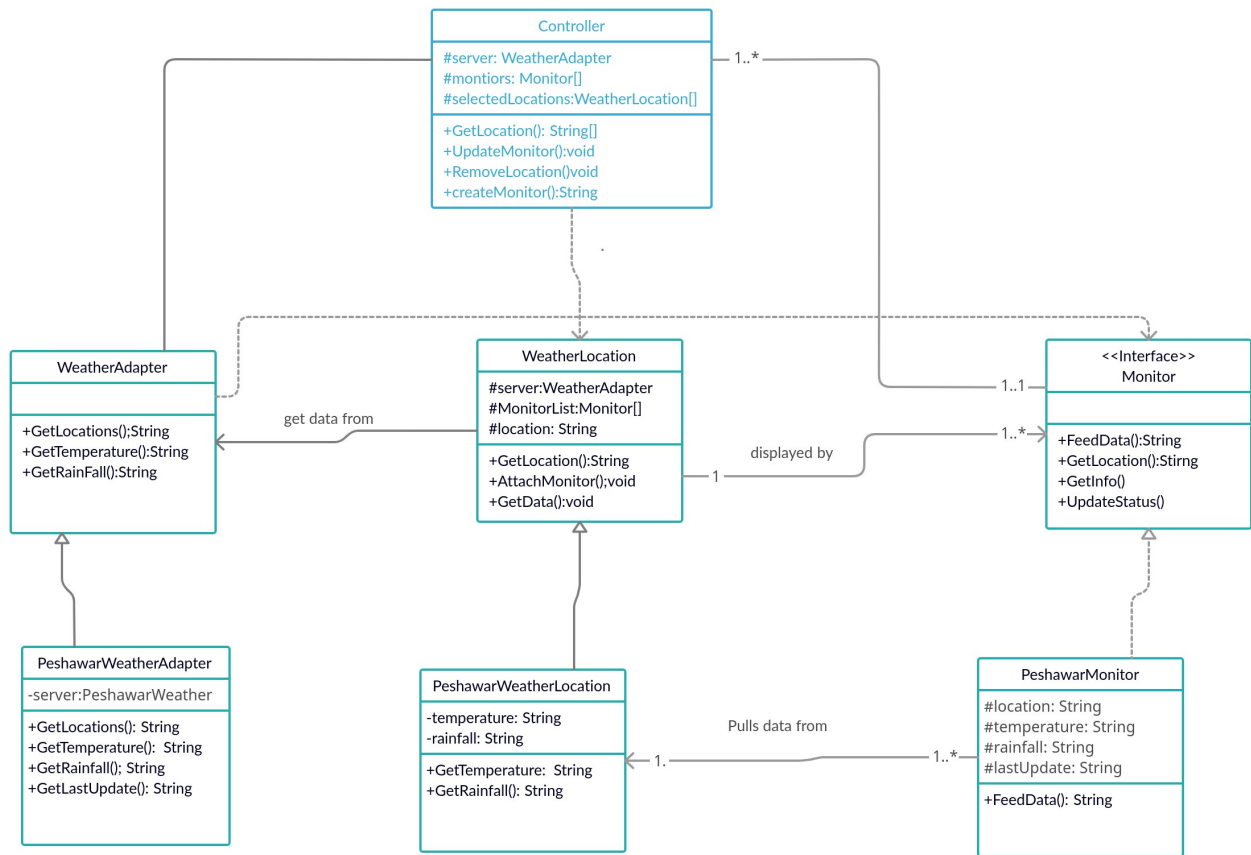 Controller
#server: WeatherAdapter
#montiors: Monitor[]
#selectedLocations:WeatherLocation[]
+GetLocation(): String[]
+UpdateMonitor():void
+RemoveLocation()void
+createMonitor():String
1..*
.
WeatherAdapter
+GetLocations();String
+GetTemperature():String
+GetRainFall():String
get data from
WeatherLocation
#server:WeatherAdapter
#MonitorList:Monitor[]
#location: String
+GetLocation():String
+AttachMonitor();void
+GetData():void
1
displayed by
1..1
1..*
<<Interface>>
Monitor
+FeedData():String
+GetLocation():Stirng
+GetInfo()
+UpdateStatus()
PeshawarWeatherAdapter
-server:PeshawarWeather
+GetLocations(): String
+GetTemperature():  String
+GetRainfall(); String
+GetLastUpdate(): String
PeshawarWeatherLocation
-temperature: String
-rainfall: String
+GetTemperature:  String
+GetRainfall(): String
Pulls data from
1.
1..*
PeshawarMonitor
#location: String
#temperature: String
#rainfall: String
#lastUpdate: String
+FeedData(): String